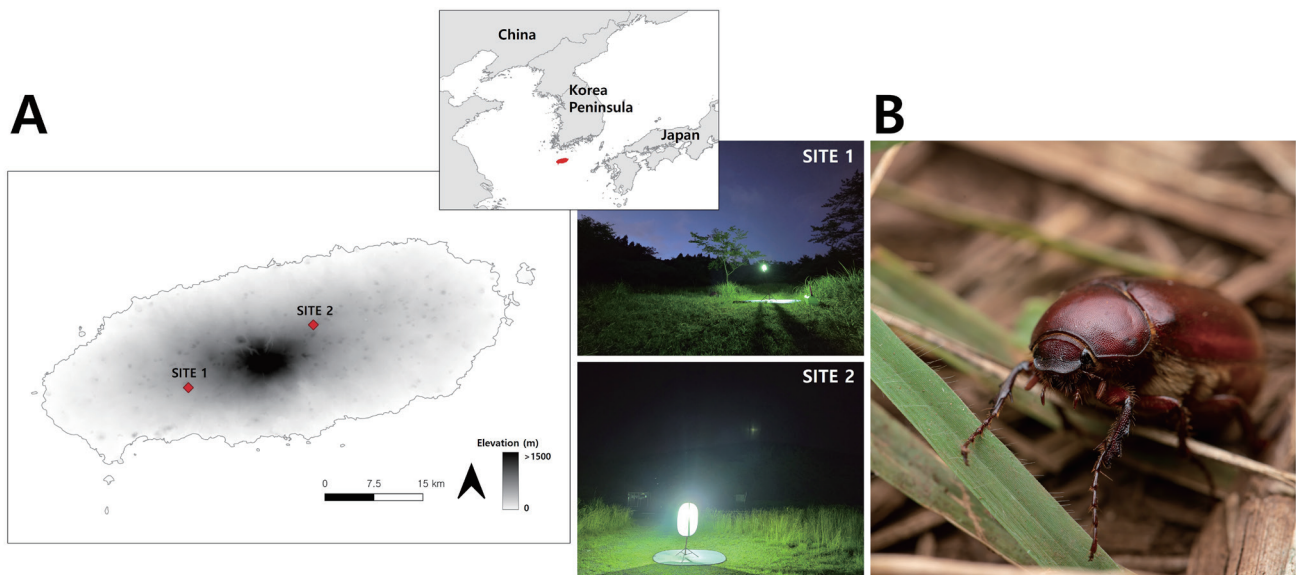 A
China
Korea
Peninsula
Japan
SITE 1
B
SITE 2
SITE 1
Elevation (m)
>1500
0
0
7.5
15 km
SITE 2